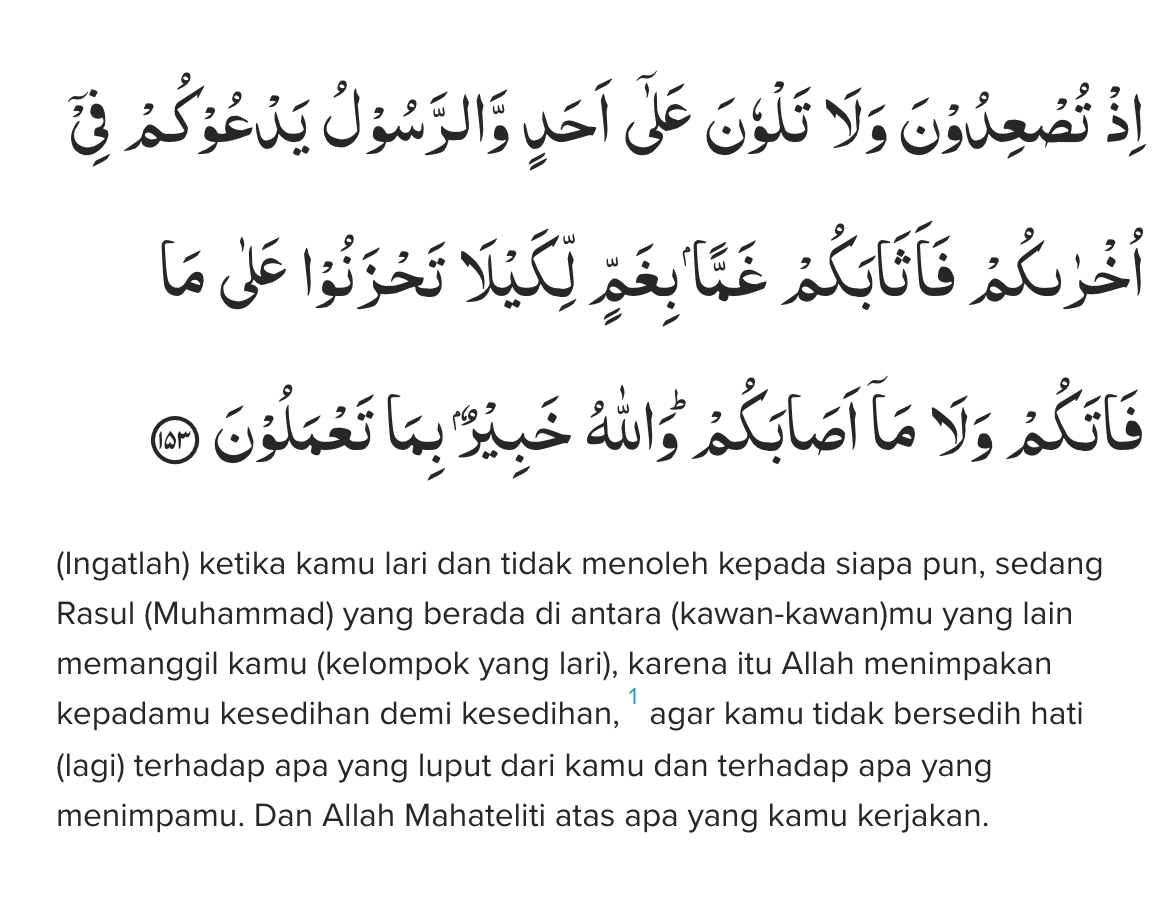 اِذْ تُصْعِدُوْنَ وَلَا تَلْوٗنَ عَلٰٓى اَحَدٍ وَّالرَّسُوْلُ يَدْعُوْكُمْ فِيْٓ
اُخْرٰىكُمْ فَاَثَابَكُمْ غَمًّا ۢبِغَمٍّ لِّكَيْلَا تَحْزَنُوْا عَلٰى مَا
فَاتَكُمْ وَلَا مَآ اَصَابَكُمْ ۗوَاللّٰهُ خَبِيْرٌ ۢبِمَا تَعْمَلُوْنَ ١٥٣
(Ingatlah) ketika kamu lari dan tidak menoleh kepada siapa pun, sedang
Rasul (Muhammad) yang berada di antara (kawan-kawan)mu yang lain
memanggil kamu (kelompok yang lari), karena itu Allah menimpakan
kepadamu kesedihan demi kesedihan, 1 agar kamu tidak bersedih hati
(lagi) terhadap apa yang luput dari kamu dan terhadap apa yang
menimpamu. Dan Allah Mahateliti atas apa yang kamu kerjakan.